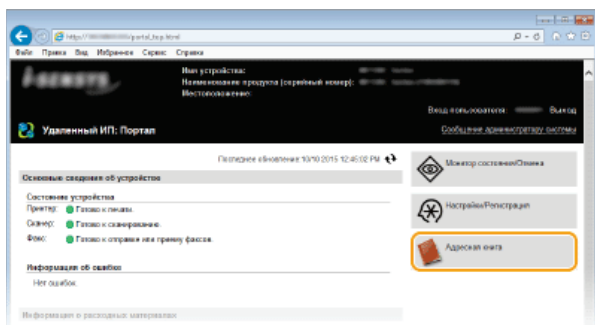 http://
portal_top.html
Файл Правка Вид Избранное Сервис Справка
Имя устройства:
Наименование продукта (серийный номер):
Местоположение:
Вход пользователя: Выход
Удаленный ИП: Портал
Сообщение администратору системы
Последнее обновление: 10/10 2015 12:45:02 PM
Основные сведения об устройстве
Состояние устройства
Принтер: Готово к печати.
Сканер: Готово к сканированию.
Факс: Готово к отправке или приему факсов.
Информация об ошибке
Нет ошибок.
Информация о расходных материалах
Монитор состояния/Отмена
Настройки/Регистрация
Адресная книга